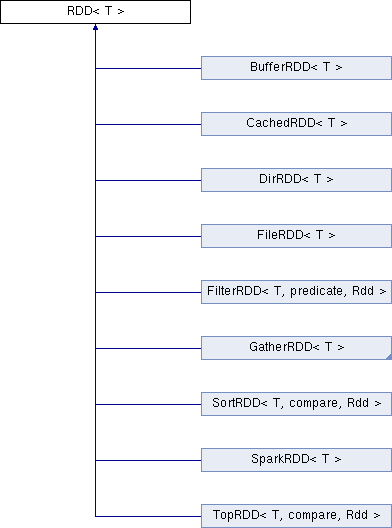 RDD< T >
BufferRDD< T >
CachedRDD< T >
DirRDD< T >
FileRDD< T >
FilterRDD< T, predicate, Rdd >
GatherRDD< T >
SortRDD< T, compare, Rdd >
SparkRDD< T >
TopRDD< T, compare, Rdd >